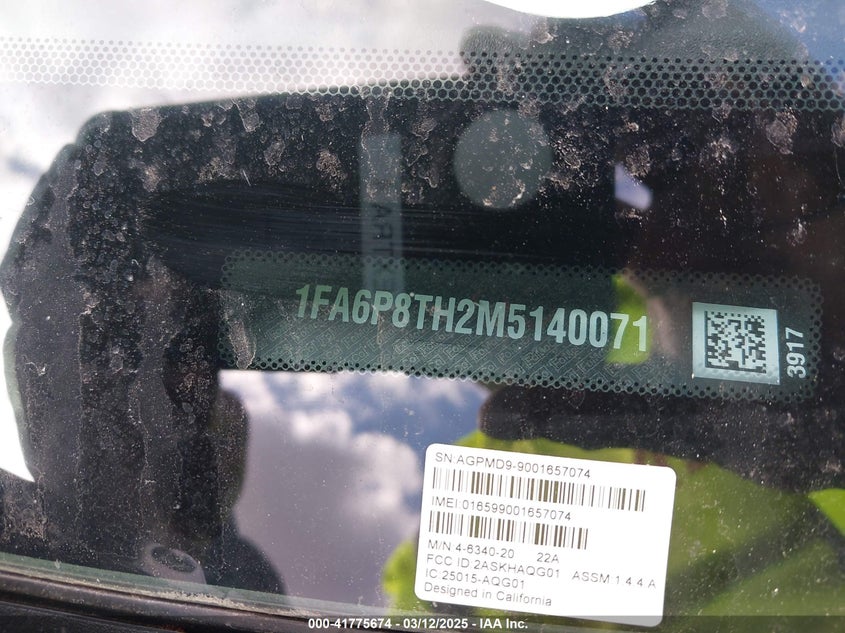 1FA6P8TH2M5140071
3917
SN:AGPMD9-9001657074
IMEI:016599001657074
M/N 4-6340-20 22A
FCC ID:2ASKHAQG01 ASSM 1 4 4 A
IC:25015-AQG01
Designed in California
000-41775674 - 03/12/2025 - IAA Inc.